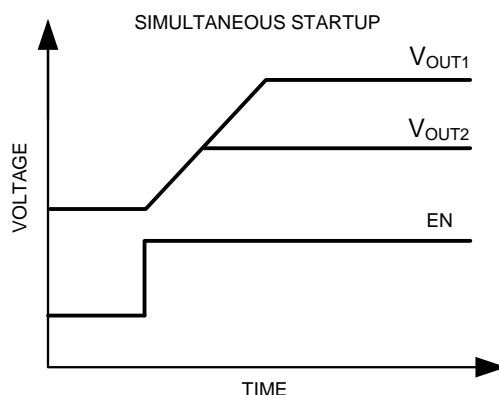 SIMULTANEOUS STARTUP
VOUT1
VOUT2
EN
VOLTAGE
TIME